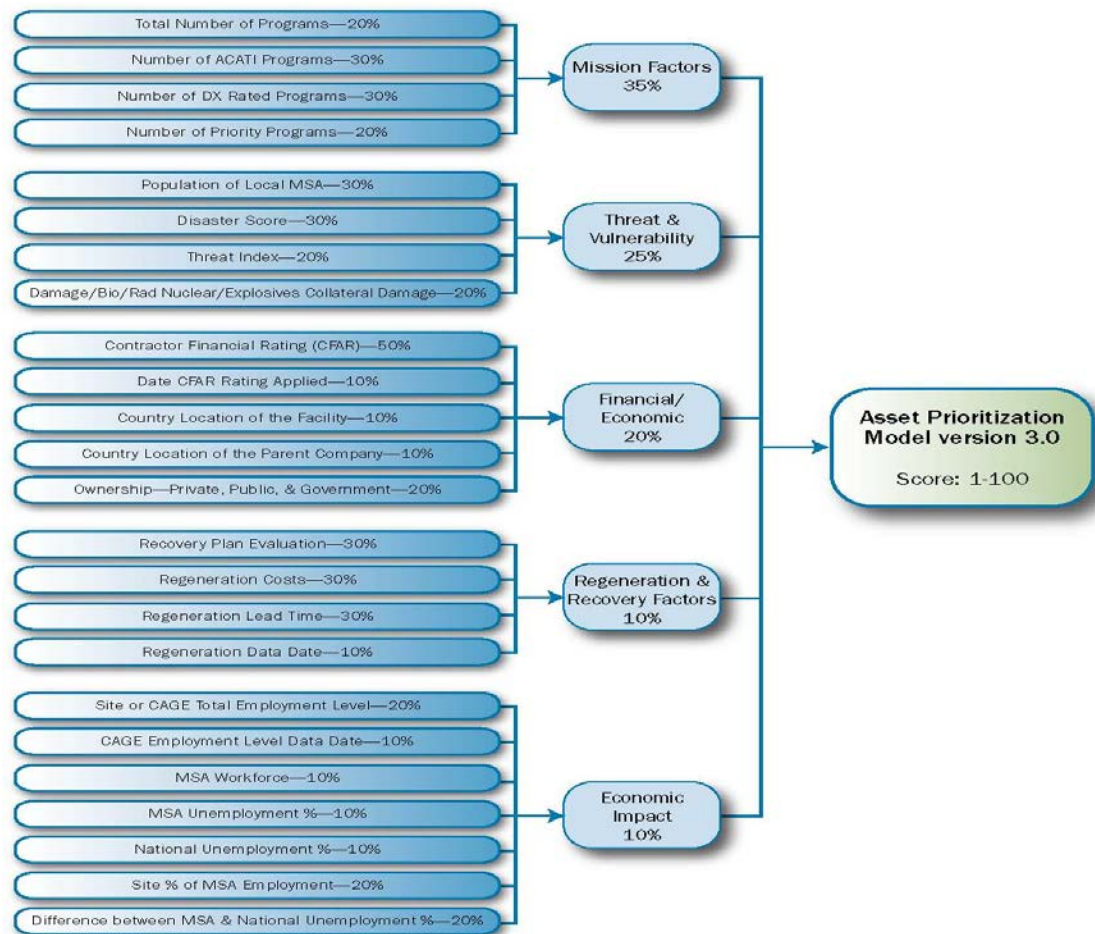 Total Number of Programs—20%
Number of ACATI Programs—30%
Number of DX Rated Programs—30%
Number of Priority Programs—20%
Mission Factors
35%
Population of Local MSA—30%
Disaster Score—30%
Threat Index—20%
Damage/Bio/Rad Nuclear/Explosives Collateral Damage—20%
Threat &
Vulnerability
25%
Contractor Financial Rating (CFAR)—50%
Date CFAR Rating Applied—10%
Country Location of the Facility—10%
Country Location of the Parent Company—10%
Ownership—Private, Public, & Government—20%
Financial/
Economic
20%
Recovery Plan Evaluation—30%
Regeneration Costs—30%
Regeneration Lead Time—30%
Regeneration Data Date—10%
Regeneration &
Recovery Factors
10%
Site or CAGE Total Employment Level—20%
CAGE Employment Level Data Date—10%
MSA Workforce—10%
MSA Unemployment %—10%
National Unemployment %—10%
Site % of MSA Employment—20%
Difference between MSA & National Unemployment %—20%
Economic
Impact
10%
Asset Prioritization
Model version 3.0
Score: 1-100